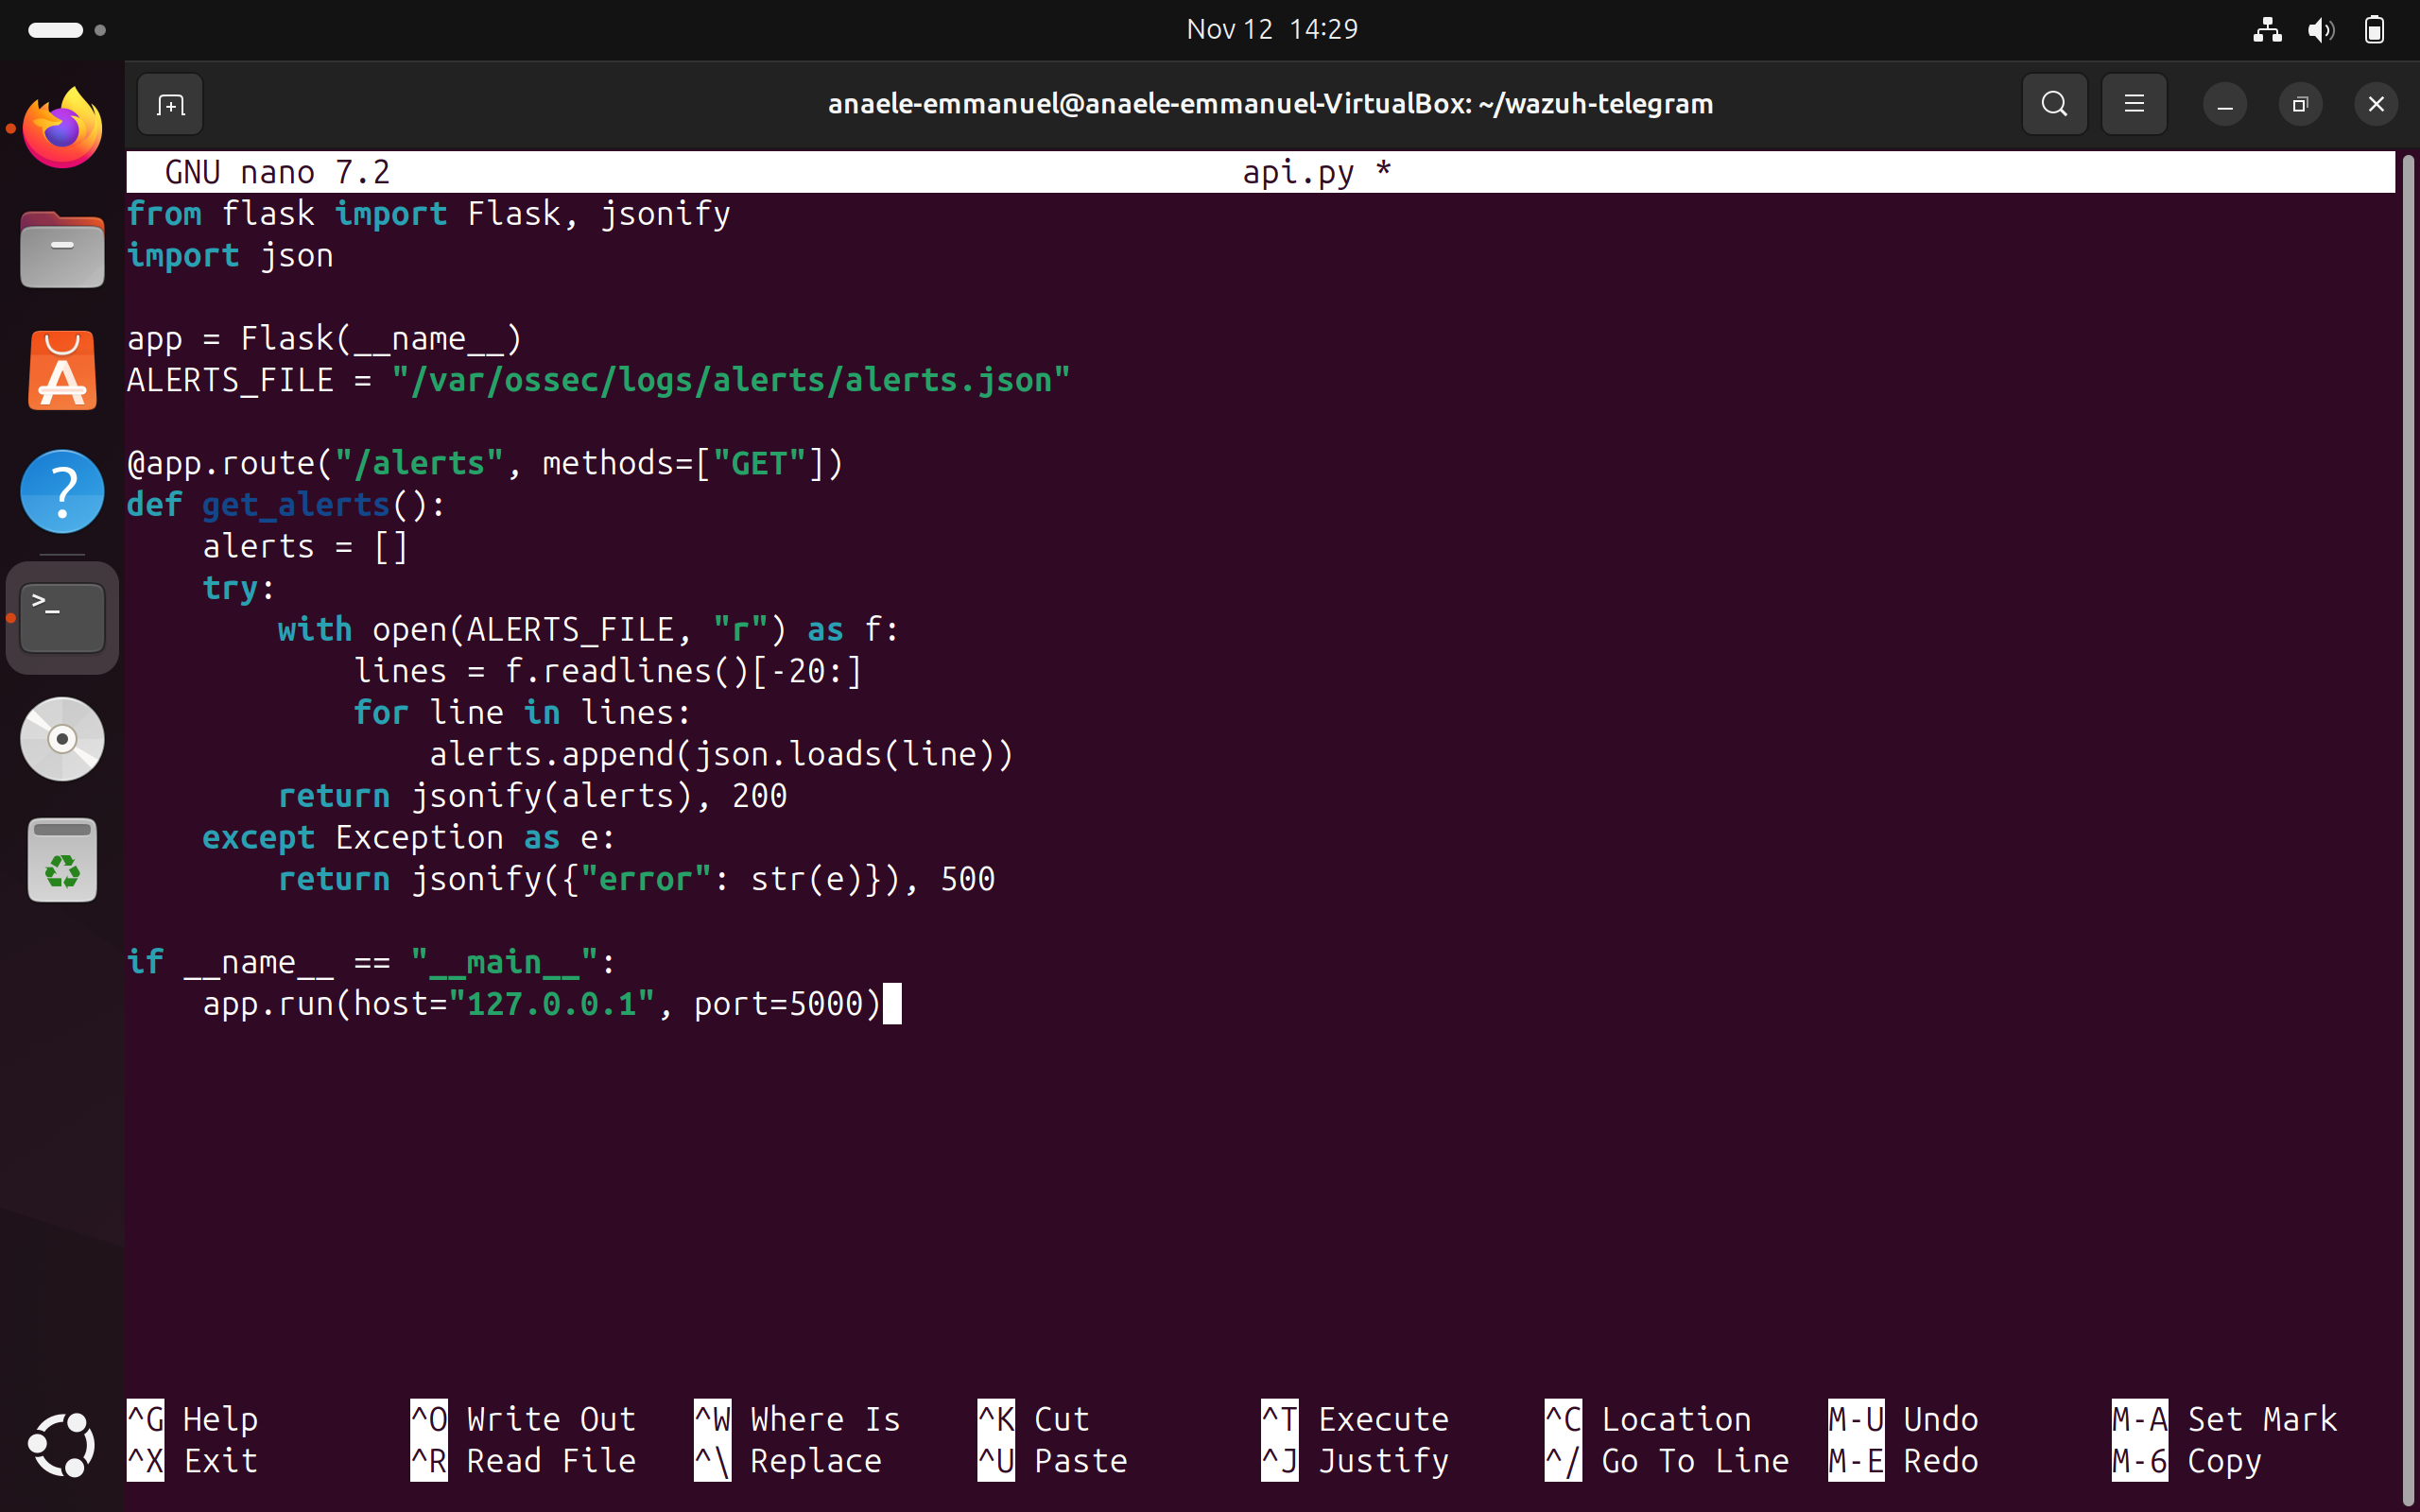 Nov 12 14:29
anaele-emmanuel@anaele-emmanuel-VirtualBox: ~/wazuh-telegram
GNU nano 7.2 api.py *
from flask import Flask, jsonify
import json

app = Flask(__name__)
ALERTS_FILE = "/var/ossec/logs/alerts/alerts.json"

@app.route("/alerts", methods=["GET"])
def get_alerts():
    alerts = []
    try:
        with open(ALERTS_FILE, "r") as f:
            lines = f.readlines()[-20:]
            for line in lines:
                alerts.append(json.loads(line))
        return jsonify(alerts), 200
    except Exception as e:
        return jsonify({"error": str(e)}), 500

if __name__ == "__main__":
    app.run(host="127.0.0.1", port=5000)
^G Help ^O Write Out ^W Where Is ^K Cut ^T Execute ^C Location M-U Undo M-A Set Mark
^X Exit ^R Read File ^\ Replace ^U Paste ^J Justify ^/ Go To Line M-E Redo M-6 Copy